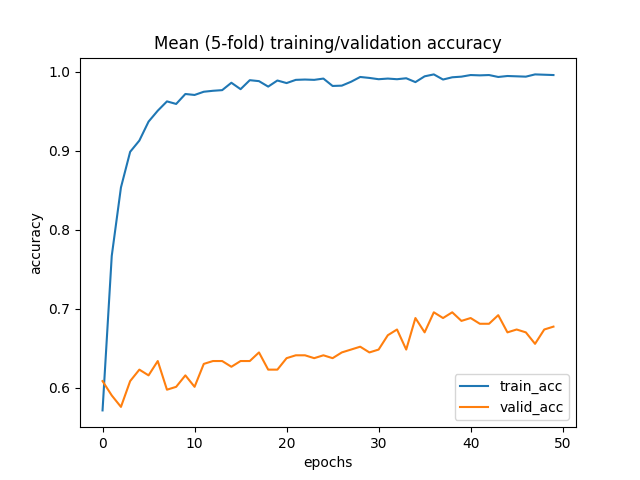 Mean (5-fold) training/validation accuracy
accuracy
1.0
0.9
0.8
0.7
0.6
0
10
20
30
40
50
epochs
train_acc
valid_acc